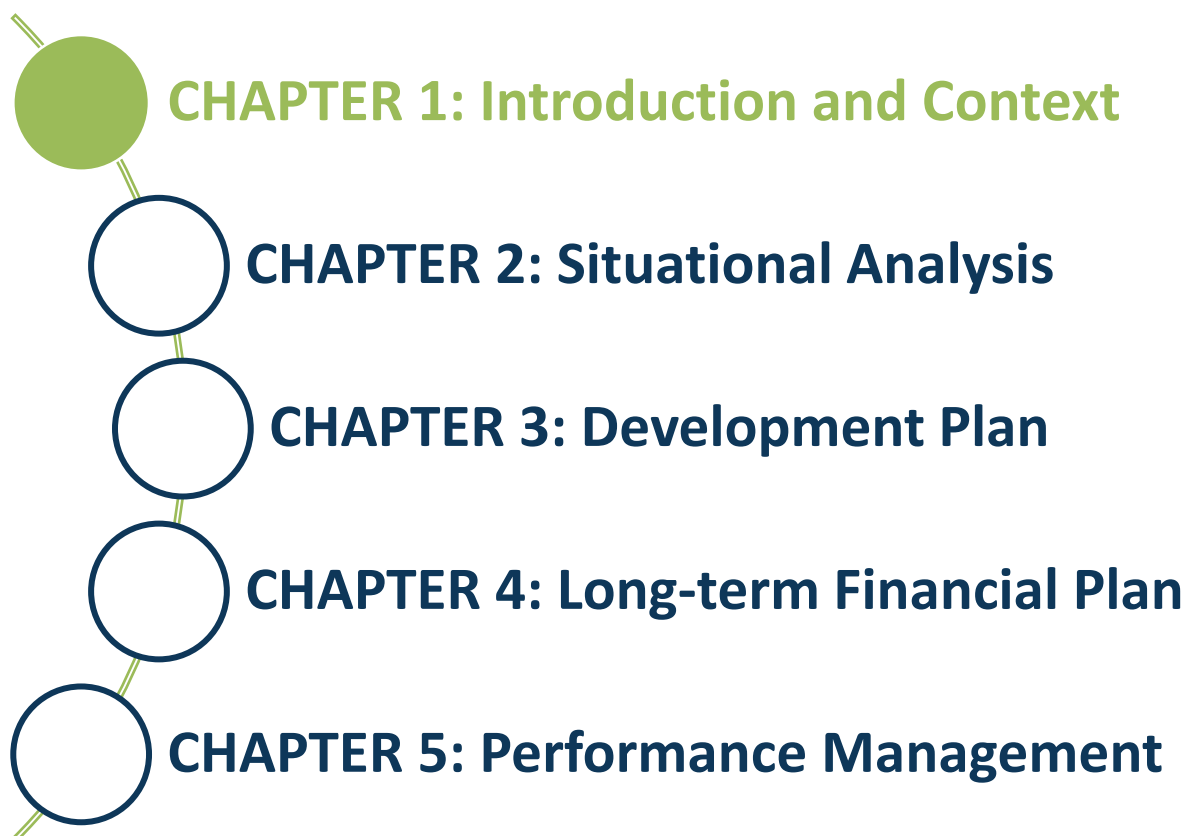 CHAPTER 1: Introduction and Context
CHAPTER 2: Situational Analysis
CHAPTER 3: Development Plan
CHAPTER 4: Long-term Financial Plan
CHAPTER 5: Performance Management